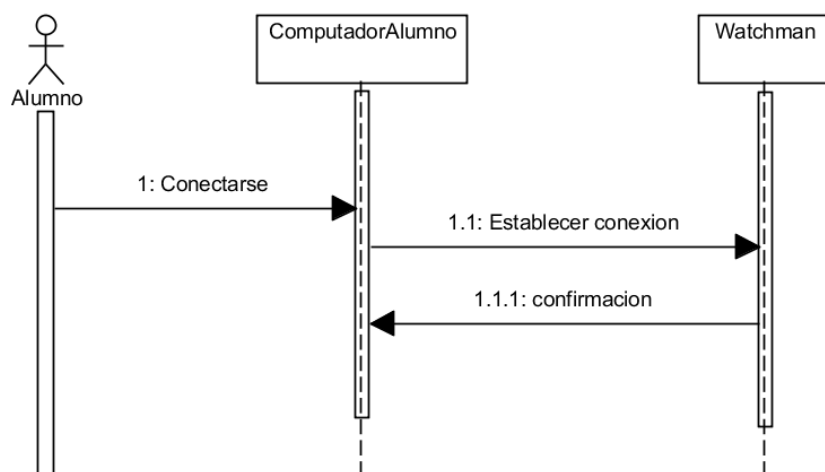 ComputadorAlumno
Watchman
Alumno
1: Conectarse
1.1: Establecer conexion
1.1.1: confirmacion